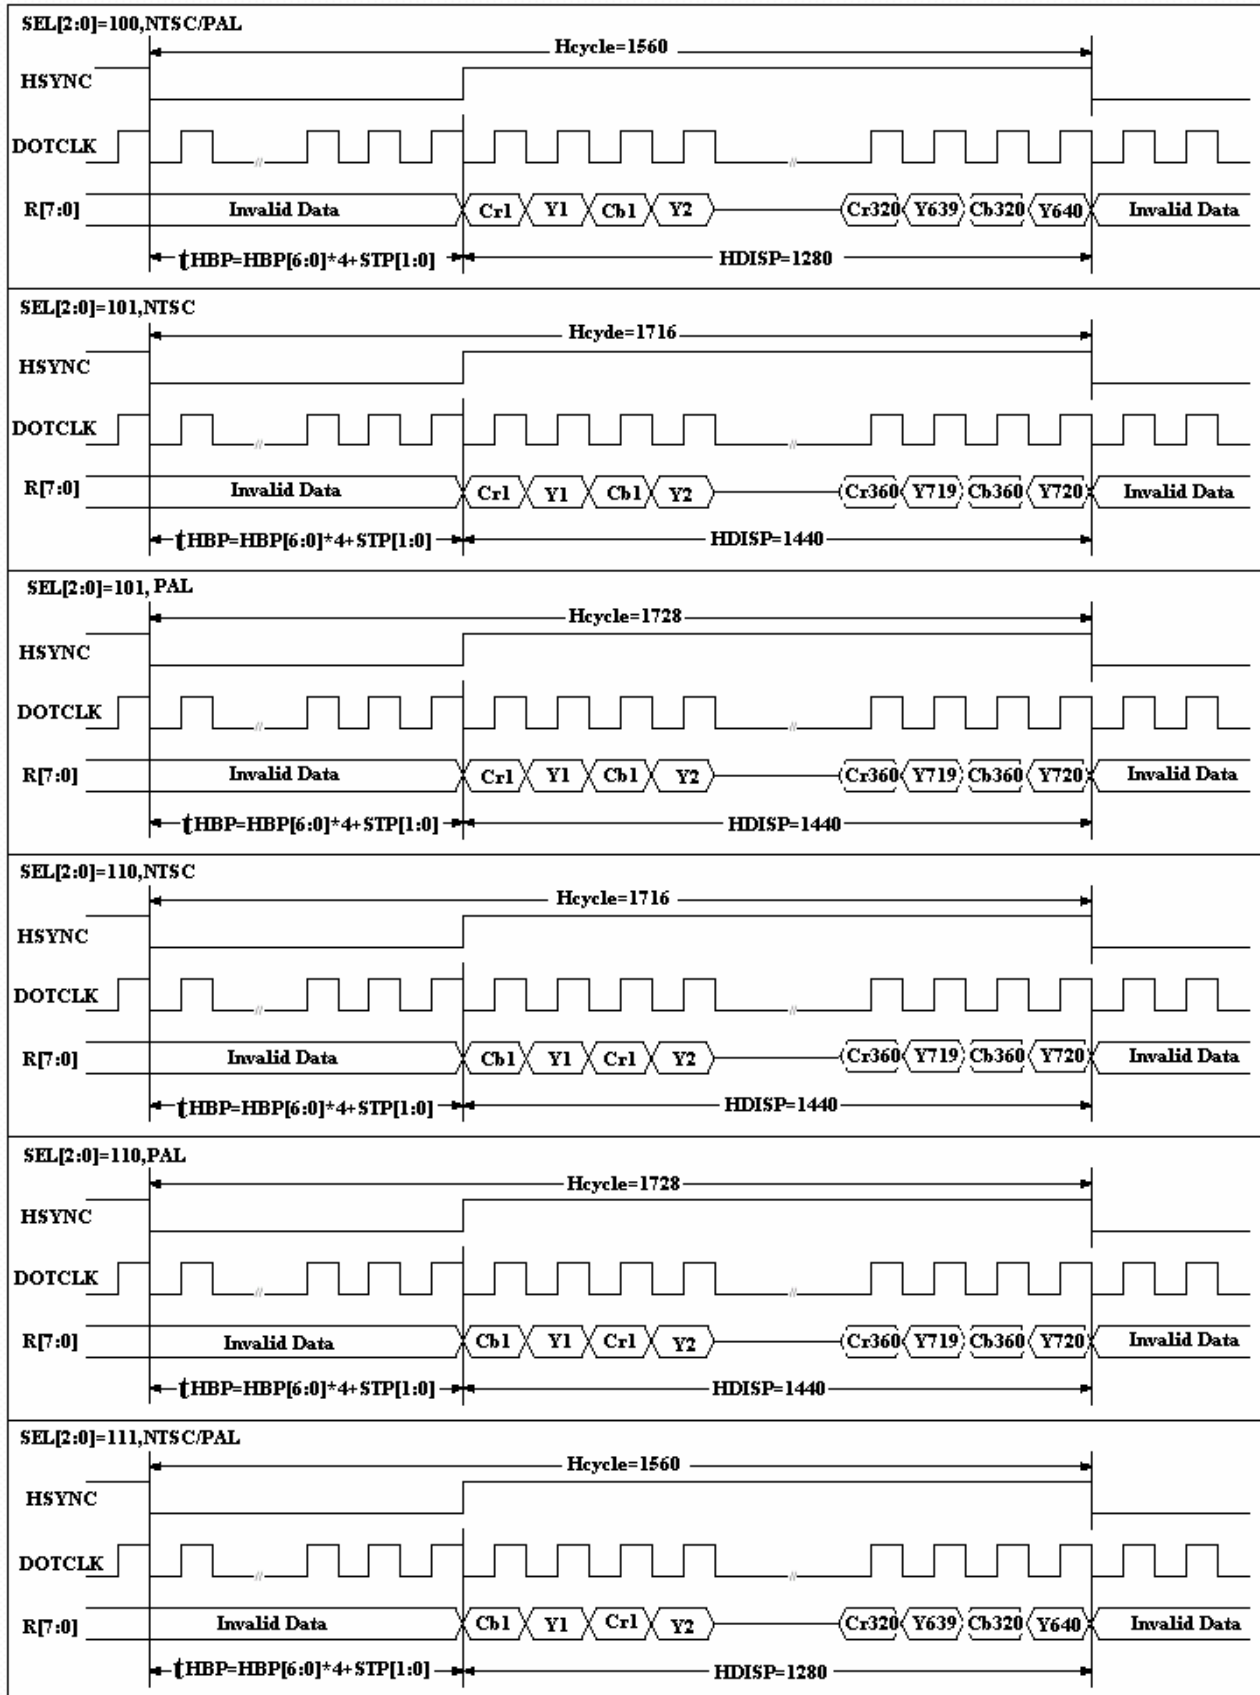 SEL[2:0]=100,NTSC/PAL
Hcycle=1560
HSYNC
DOTCLK
R[7:0] Invalid Data Cr1 Y1 Cb1 Y2 Cr320 Y639 Cb320 Y640 Invalid Data
tHBP=HBP[6:0]*4+STP[1:0] HDISP=1280
SEL[2:0]=101,NTSC
Hcyde=1716
HSYNC
DOTCLK
R[7:0] Invalid Data Cr1 Y1 Cb1 Y2 Cr360 Y719 Cb360 Y720 Invalid Data
tHBP=HBP[6:0]*4+STP[1:0] HDISP=1440
SEL[2:0]=101, PAL
Hcycle=1728
HSYNC
DOTCLK
R[7:0] Invalid Data Cr1 Y1 Cb1 Y2 Cr360 Y719 Cb360 Y720 Invalid Data
tHBP=HBP[6:0]*4+STP[1:0] HDISP=1440
SEL[2:0]=110,NTSC
Hcycle=1716
HSYNC
DOTCLK
R[7:0] Invalid Data Cb1 Y1 Cr1 Y2 Cr360 Y719 Cb360 Y720 Invalid Data
tHBP=HBP[6:0]*4+STP[1:0] HDISP=1440
SEL[2:0]=110,PAL
Hcycle=1728
HSYNC
DOTCLK
R[7:0] Invalid Data Cb1 Y1 Cr1 Y2 Cr360 Y719 Cb360 Y720 Invalid Data
tHBP=HBP[6:0]*4+STP[1:0] HDISP=1440
SEL[2:0]=111,NTSC/PAL
Hcycle=1560
HSYNC
DOTCLK
R[7:0] Invalid Data Cb1 Y1 Cr1 Y2 Cr320 Y639 Cb320 Y640 Invalid Data
tHBP=HBP[6:0]*4+STP[1:0] HDISP=1280